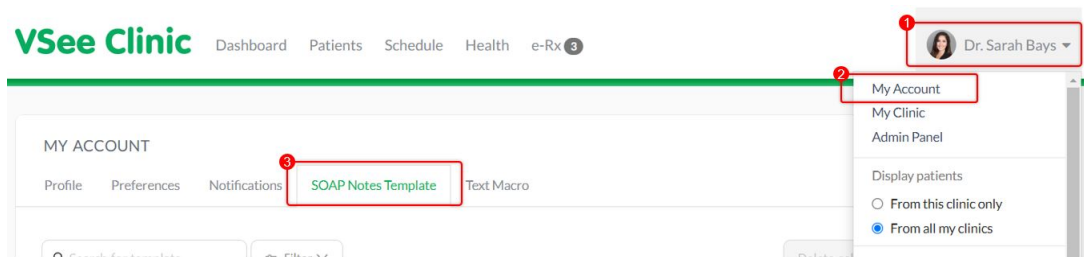 VSee Clinic Dashboard Patients Schedule Health e-Rx 3
1
Dr. Sarah Bays
2
My Account
My Clinic
Admin Panel
MY ACCOUNT
3
Profile Preferences Notifications SOAP Notes Template Text Macro
Display patients
From this clinic only
From all my clinics